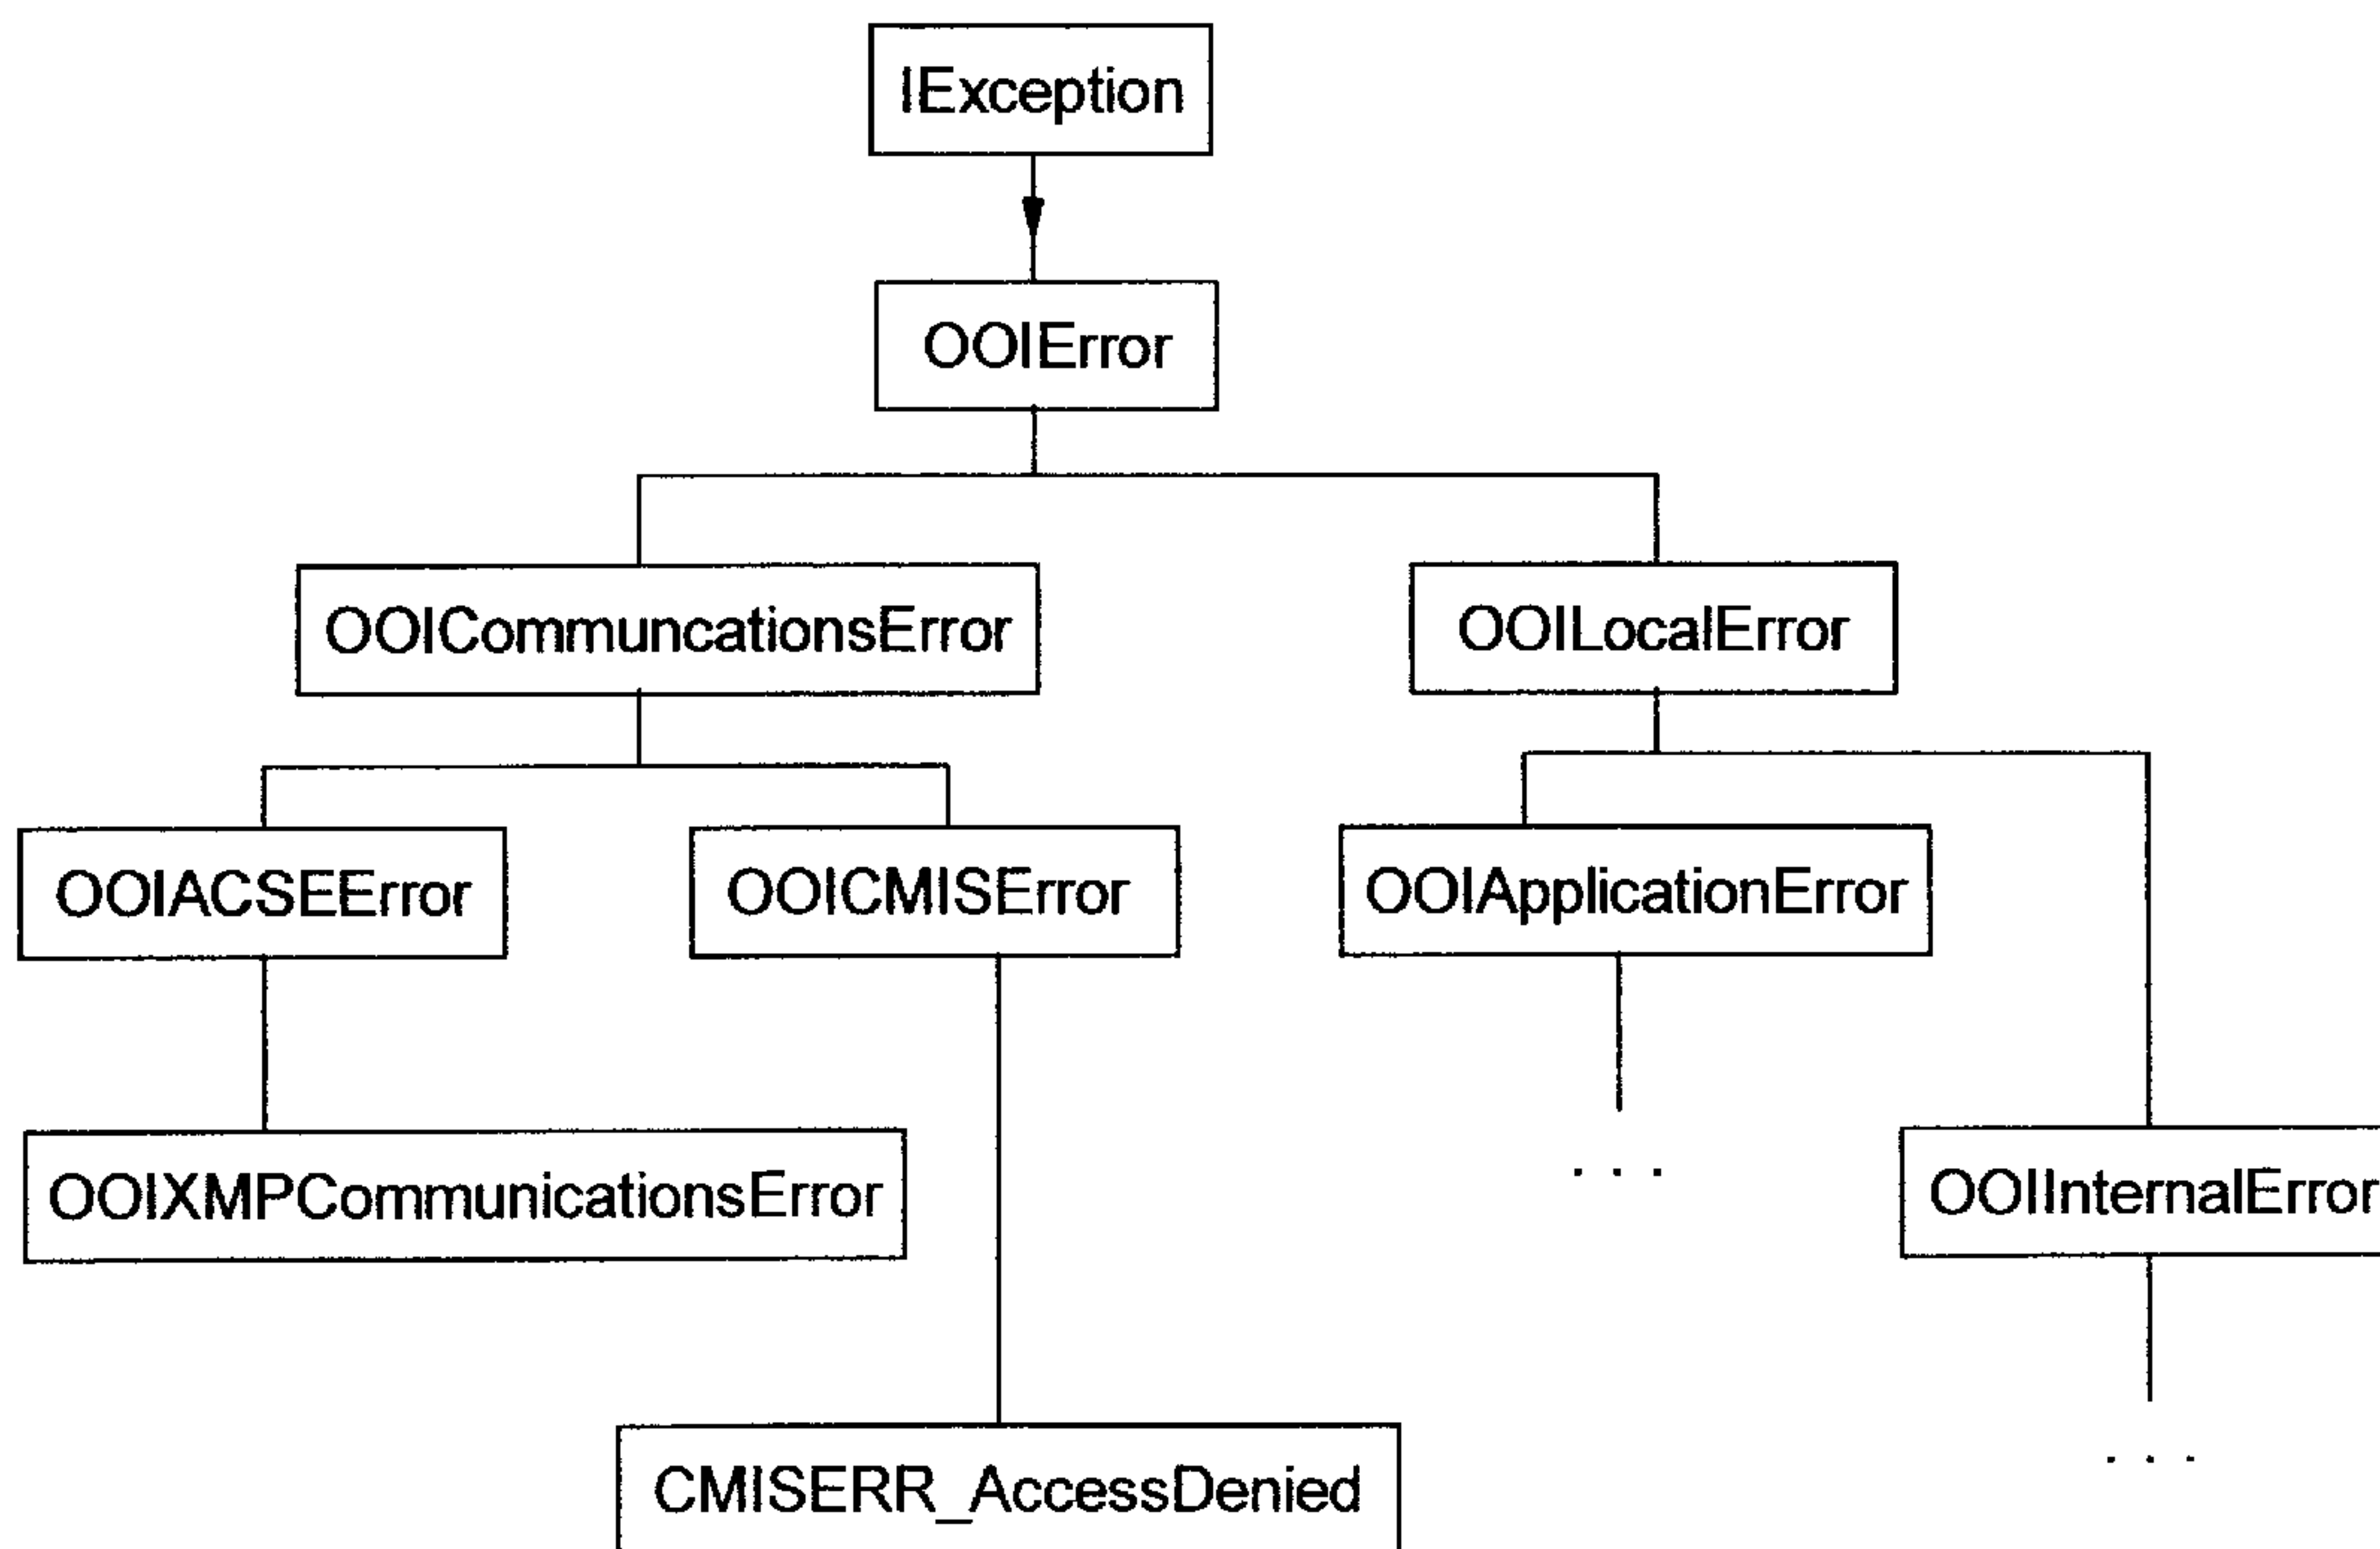 IException
OOIError
OOICommuncationsError
OOILocalError
OOIACSEError
OOICMISError
OOIApplicationError
OOIXMPCommunicationsError
. . .
OOIInternalError
CMISERR_AccessDenied
. . .